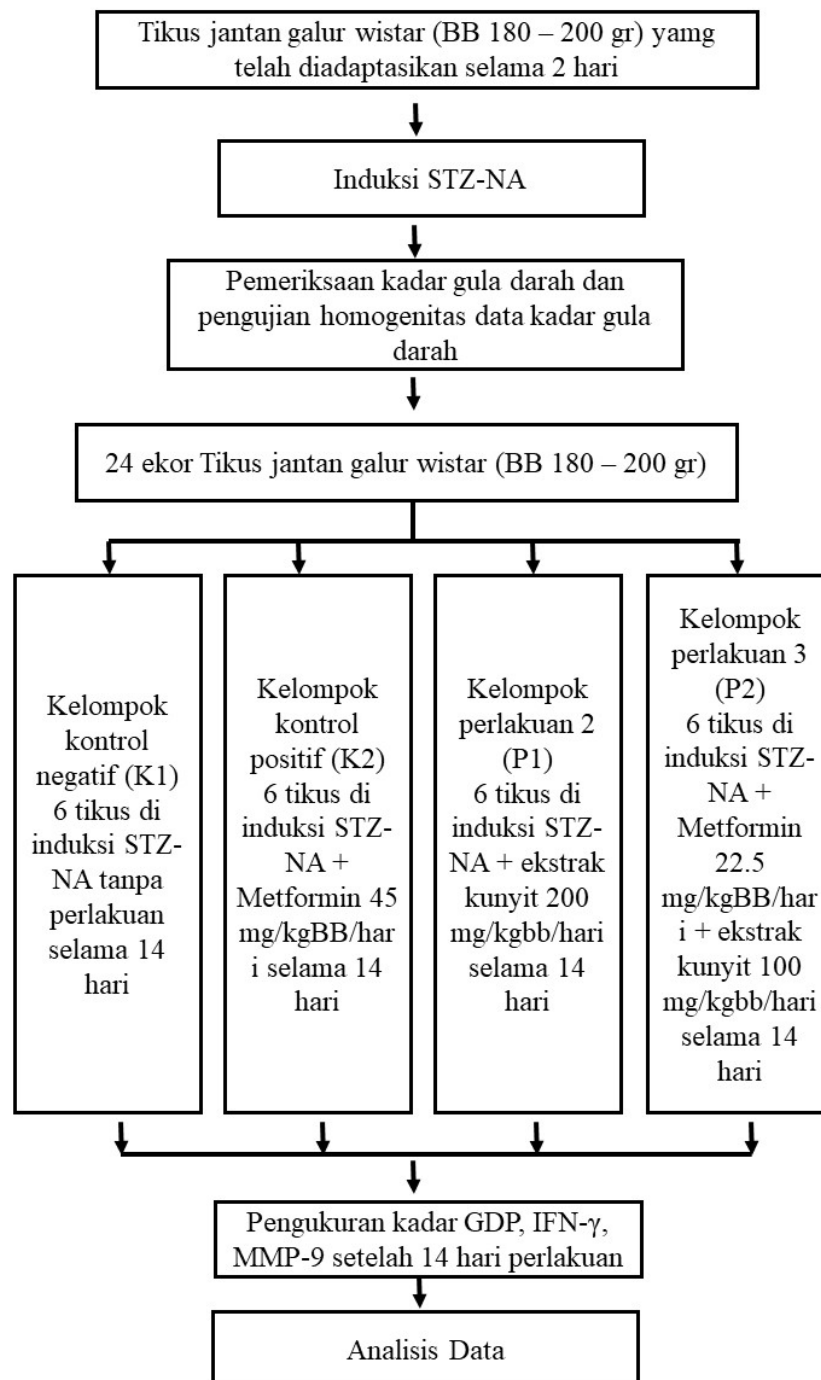 Tikus jantan galur wistar (BB 180 – 200 gr) yamg
telah diadaptasikan selama 2 hari
Induksi STZ-NA
Pemeriksaan kadar gula darah dan
pengujian homogenitas data kadar gula
darah
24 ekor Tikus jantan galur wistar (BB 180 – 200 gr)
Kelompok
kontrol
negatif (K1)
6 tikus di
induksi STZ-
NA tanpa
perlakuan
selama 14
hari
Kelompok
kontrol
positif (K2)
6 tikus di
induksi STZ-
NA +
Metformin 45
mg/kgBB/har
i selama 14
hari
Kelompok
perlakuan 2
(P1)
6 tikus di
induksi STZ-
NA + ekstrak
kunyit 200
mg/kgbb/hari
selama 14
hari
Kelompok
perlakuan 3
(P2)
6 tikus di
induksi STZ-
NA +
Metformin
22.5
mg/kgBB/har
i + ekstrak
kunyit 100
mg/kgbb/hari
selama 14
hari
Pengukuran kadar GDP, IFN-γ,
MMP-9 setelah 14 hari perlakuan
Analisis Data